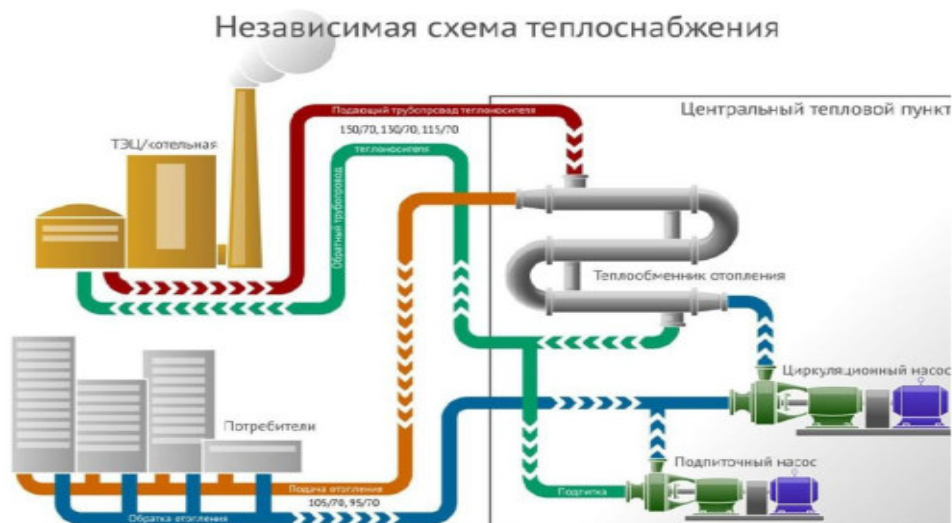 Независимая схема теплоснабжения
Центральный тепловой пункт
Подающий трубопровод теплоносителя
150/70, 130/70, 115/70
ТЭЦ/котельная
теплоносителя
Обратный трубопровод
Теплообменник отопления
Циркуляционный насос
Потребители
Подпиточный насос
Подача отопления
105/70, 95/70
Подпитка
Обратка отопления